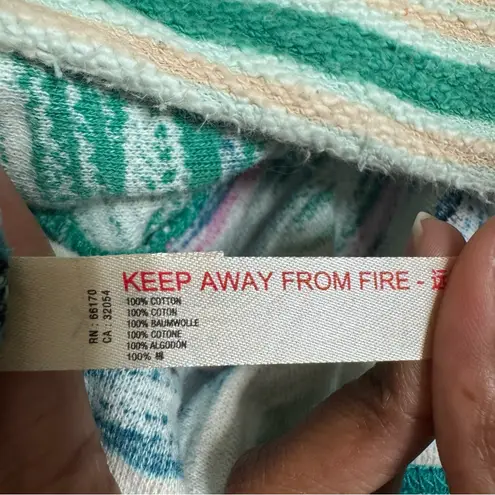 KEEP AWAY FROM FIRE -
RN : 66170
CA : 32054
100% COTTON
100% COTON
100% BAUMWOLLE
100% COTONE
100% ALGODÓN
100% 棉